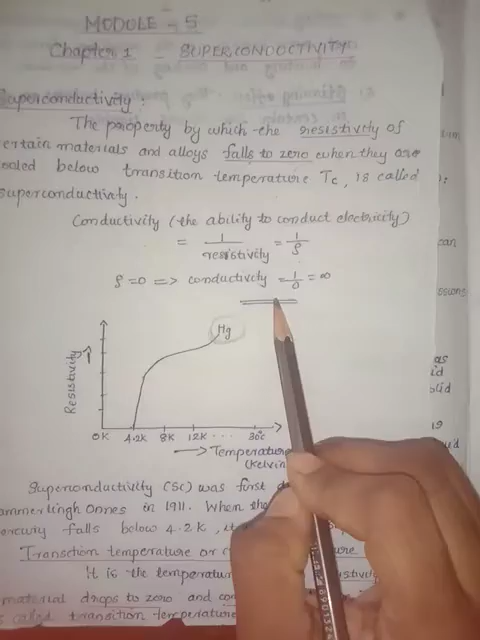 MODULE - 5
Chapter 1 - SUPERCONDUCTIVITY
Superconductivity :
The property by which the resistivity of
certain materials and alloys falls to zero when they are
cooled below transition temperature Tc, is called
superconductivity.
Conductivity (the ability to conduct electricity)
= 1/resistivity = 1/ρ
ρ=0 => conductivity = 1/0 = ∞
Hg
Resistivity
0K 4.2K 8K 12K ... 30°c
Temperature
(Kelvin
Superconductivity (SC) was first
Kammerlingh Onnes in 1911. When the
mercury falls below 4.2K,
Transction temperature or
It is the temperatur
material drops to zero and
is called transition temperature